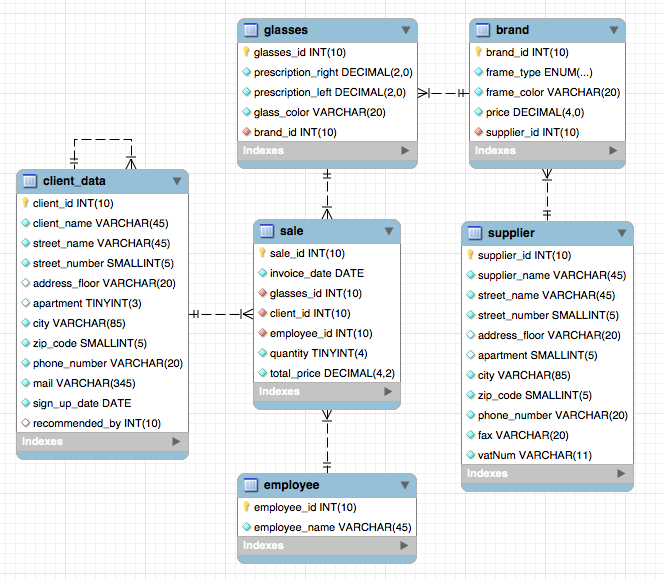 glasses
glasses_id INT(10)
prescription_right DECIMAL(2,0)
prescription_left DECIMAL(2,0)
glass_color VARCHAR(20)
brand_id INT(10)
Indexes
brand
brand_id INT(10)
frame_type ENUM(...)
frame_color VARCHAR(20)
price DECIMAL(4,0)
supplier_id INT(10)
Indexes
client_data
client_id INT(10)
client_name VARCHAR(45)
street_name VARCHAR(45)
street_number SMALLINT(5)
address_floor VARCHAR(20)
apartment TINYINT(3)
city VARCHAR(85)
zip_code SMALLINT(5)
phone_number VARCHAR(20)
mail VARCHAR(345)
sign_up_date DATE
recommended_by INT(10)
Indexes
sale
sale_id INT(10)
invoice_date DATE
glasses_id INT(10)
client_id INT(10)
employee_id INT(10)
quantity TINYINT(4)
total_price DECIMAL(4,2)
Indexes
supplier
supplier_id INT(10)
supplier_name VARCHAR(45)
street_name VARCHAR(45)
street_number SMALLINT(5)
address_floor VARCHAR(20)
apartment SMALLINT(5)
city VARCHAR(85)
zip_code SMALLINT(5)
phone_number VARCHAR(20)
fax VARCHAR(20)
vatNum VARCHAR(11)
Indexes
employee
employee_id INT(10)
employee_name VARCHAR(45)
Indexes